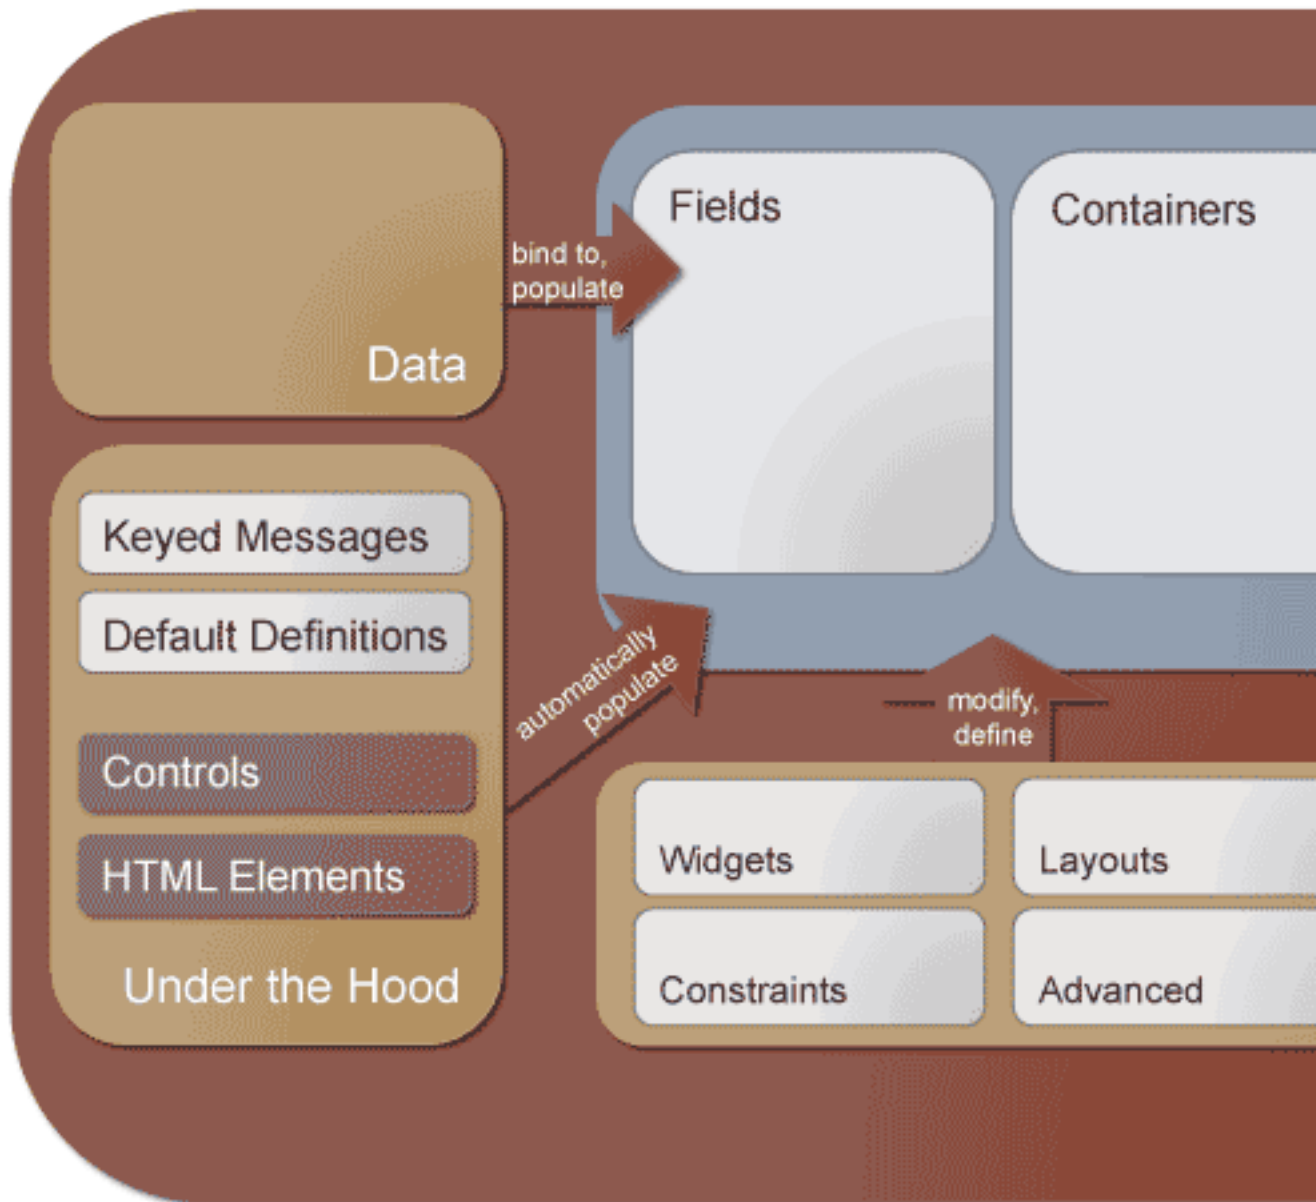 Fields
Containers
bind to,
populate
Data
Keyed Messages
Default Definitions
automatically
populate
modify,
define
Controls
HTML Elements
Under the Hood
Widgets
Layouts
Constraints
Advanced